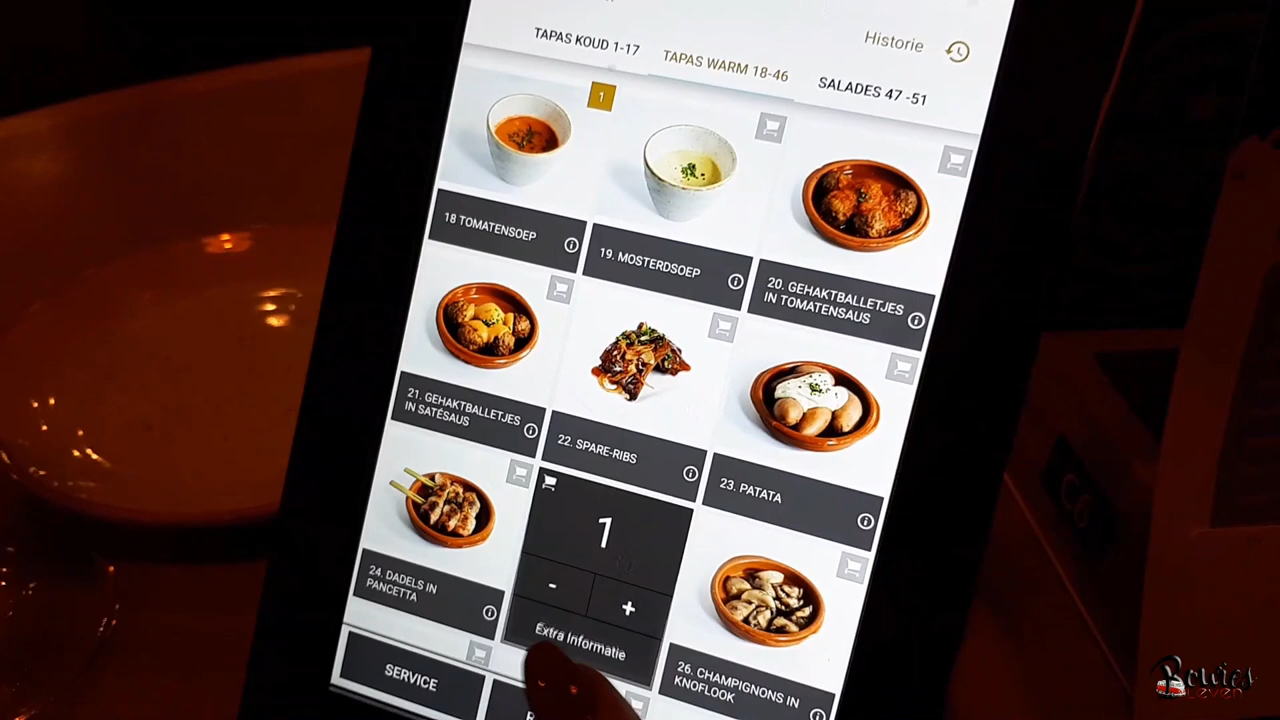 Historie
TAPAS KOUD 1-17
TAPAS WARM 18-46
SALADES 47 -51
1
18 TOMATENSOEP
19. MOSTERDSOEP
20. GEHAKTBALLETJES
IN TOMATENSAUS
21. GEHAKTBALLETJES
IN SATÉSAUS
22. SPARE-RIBS
23. PATATA
24. DADELS IN
PANCETTA
1
-
+
Extra Informatie
26. CHAMPIGNONS IN
KNOFLOOK
SERVICE
Bowies
Leven